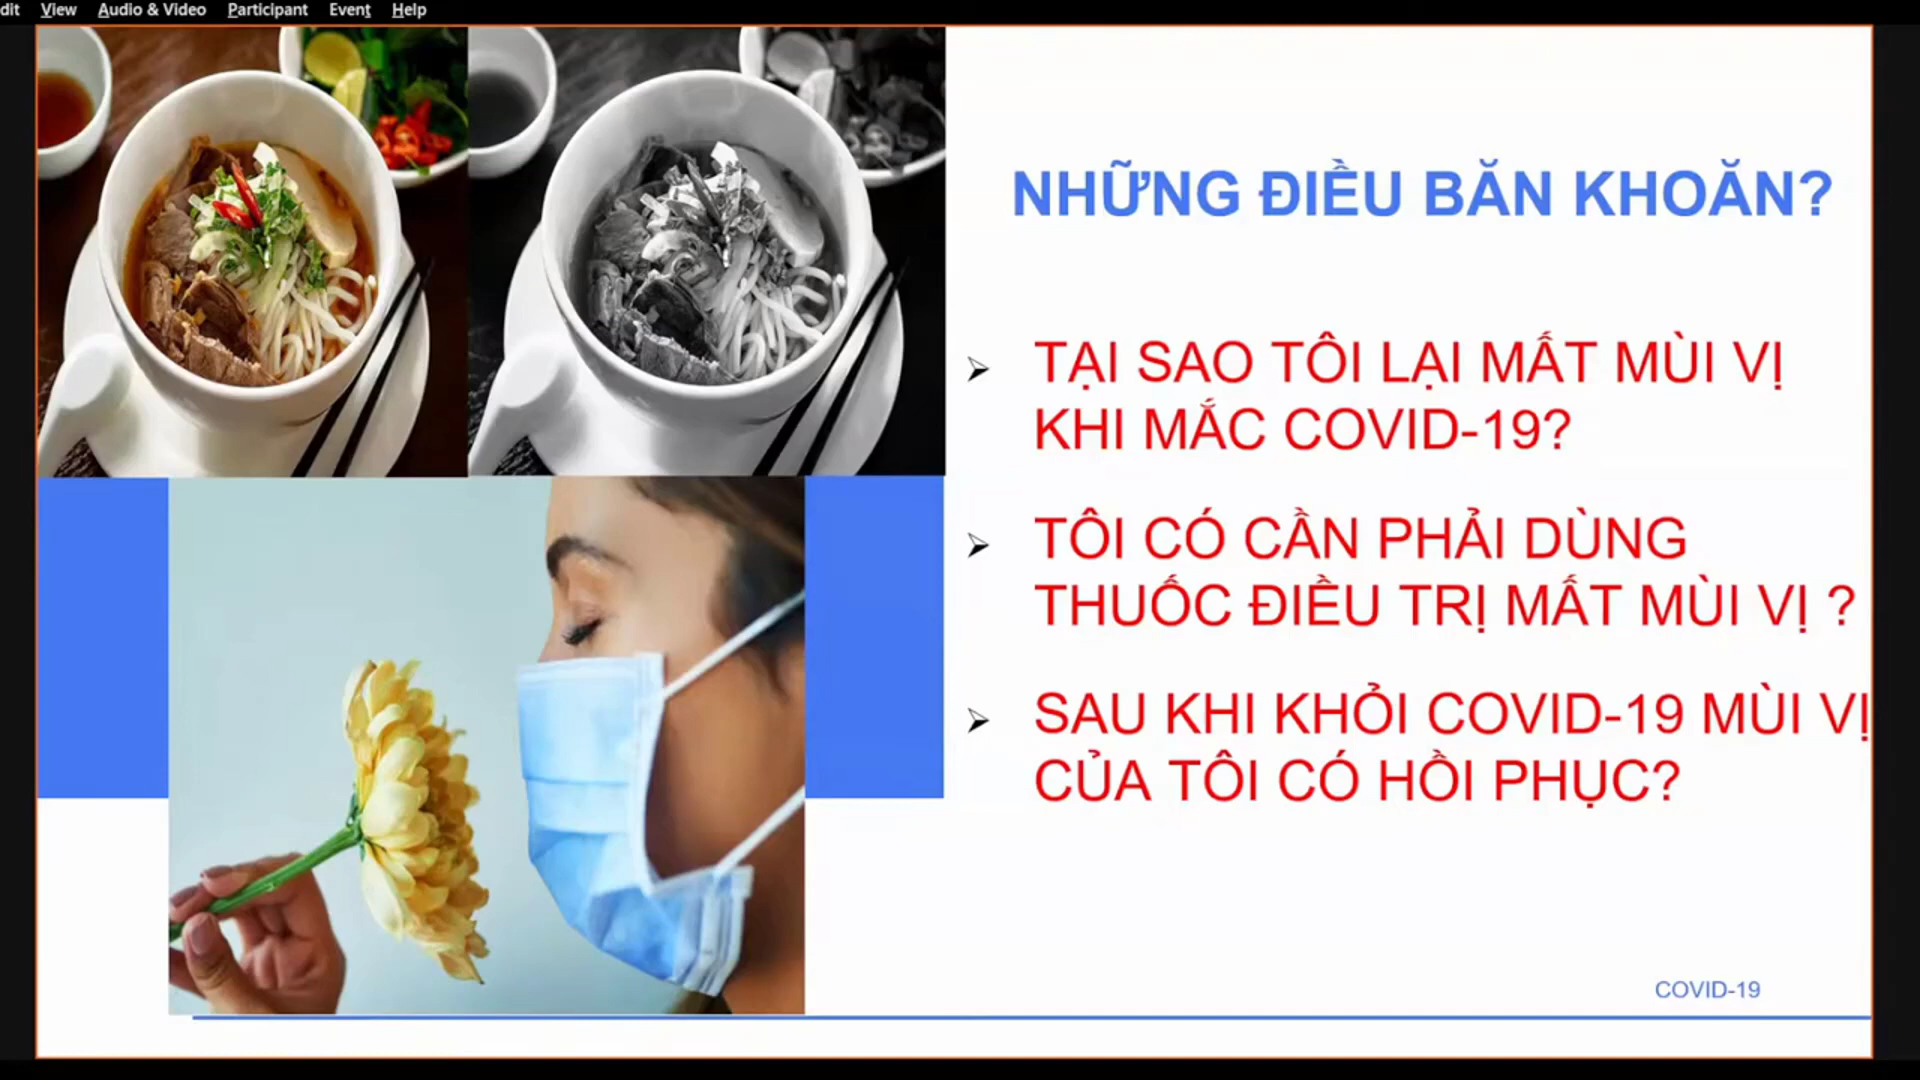 dit View Audio & Video Participant Event Help
NHỮNG ĐIỀU BĂN KHOĂN?
TẠI SAO TÔI LẠI MẤT MÙI VỊ
KHI MẮC COVID-19?
TÔI CÓ CẦN PHẢI DÙNG
THUỐC ĐIỀU TRỊ MẤT MÙI VỊ ?
SAU KHI KHỎI COVID-19 MÙI VỊ
CỦA TÔI CÓ HỒI PHỤC?
COVID-19